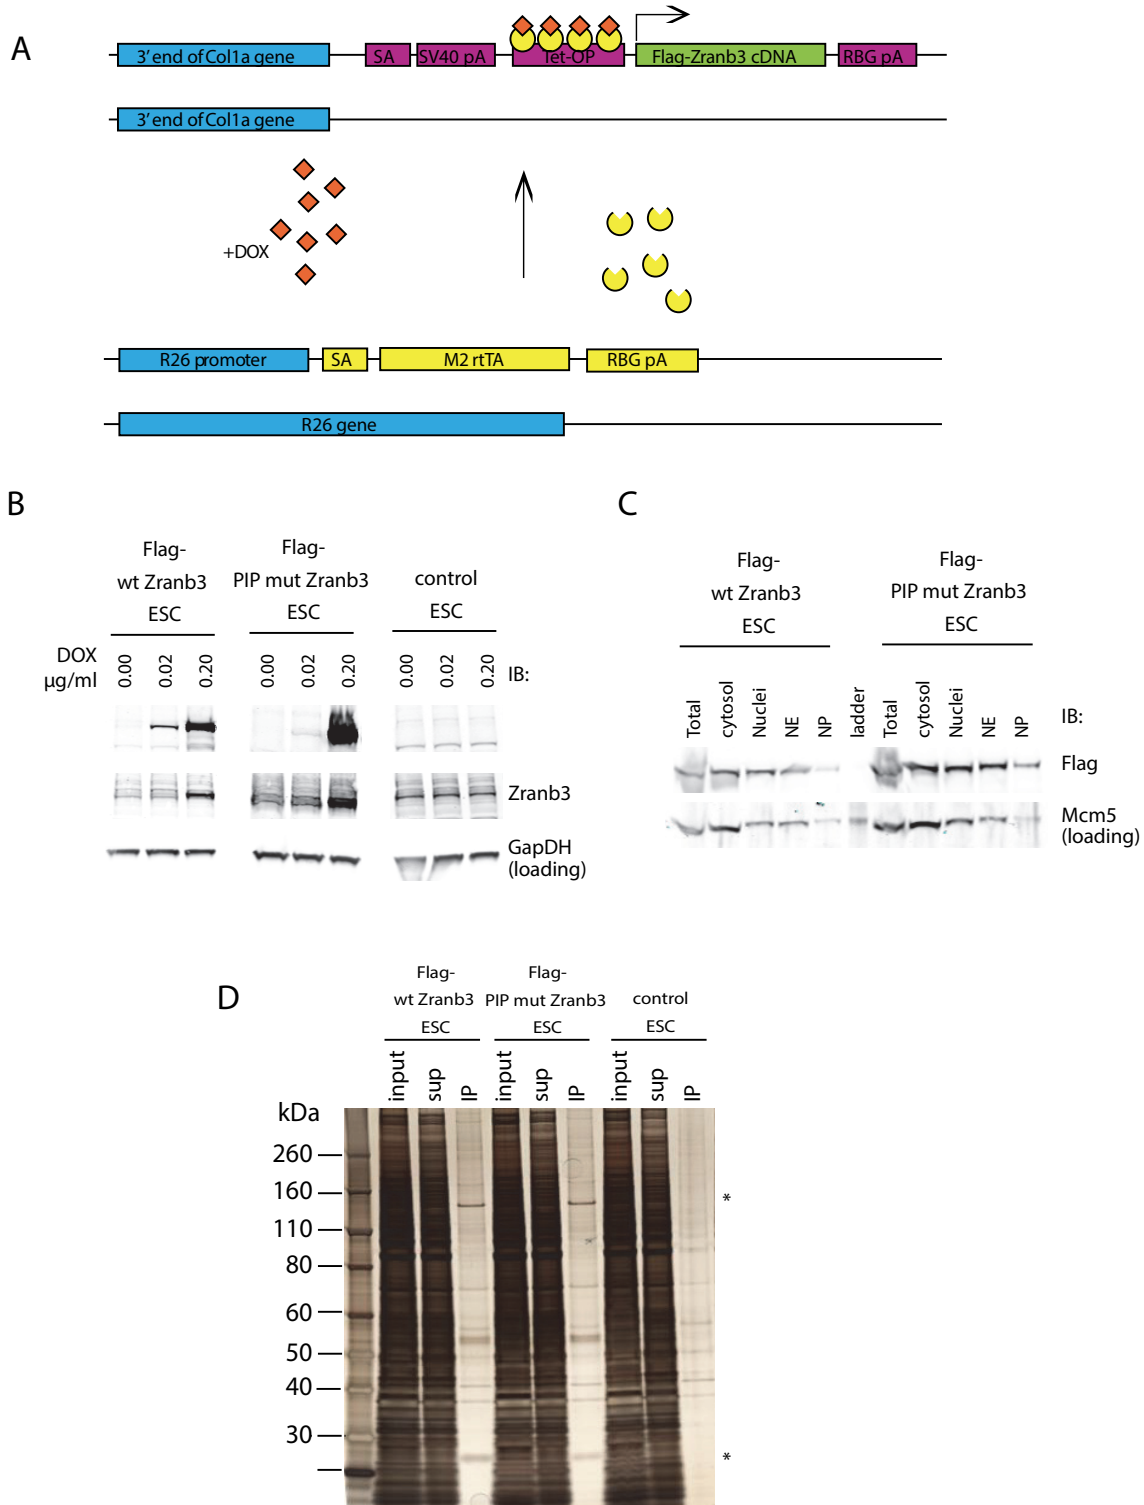 A
3' end of Col1a gene SA SV40 pA Tet-OP Flag-Zranb3 cDNA RBG pA
3' end of Col1a gene
+DOX
R26 promoter SA M2 rtTA RBG pA
R26 gene
B
Flag-
wt Zranb3
ESC
Flag-
PIP mut Zranb3
ESC
control
ESC
DOX
µg/ml
0.00 0.02 0.20 0.00 0.02 0.20 0.00 0.02 0.20 IB:
Zranb3
GapDH
(loading)
C
Flag-
wt Zranb3
ESC
Flag-
PIP mut Zranb3
ESC
Total cytosol Nuclei NE NP ladder Total cytosol Nuclei NE NP IB:
Flag
Mcm5
(loading)
D
Flag-
wt Zranb3
ESC
Flag-
PIP mut Zranb3
ESC
control
ESC
input sup IP input sup IP input sup IP
kDa
260
160
*
110
80
60
50
40
30
*